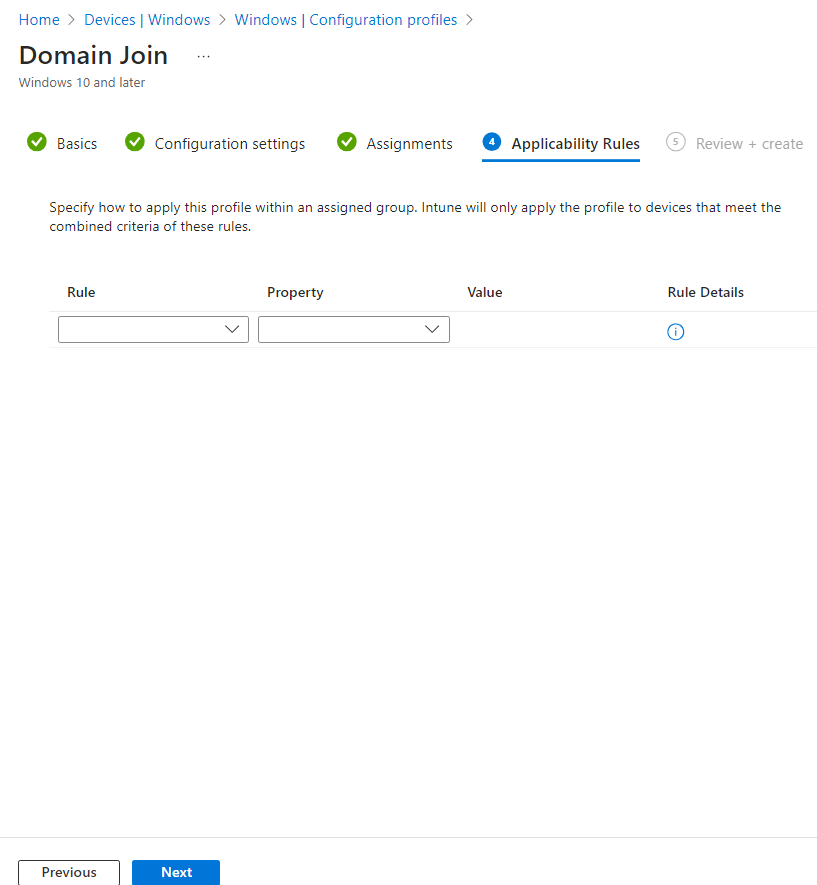 Home > Devices | Windows > Windows | Configuration profiles >
Domain Join ...
Windows 10 and later
Basics Configuration settings Assignments 4 Applicability Rules 5 Review + create
Specify how to apply this profile within an assigned group. Intune will only apply the profile to devices that meet the
combined criteria of these rules.
Rule Property Value Rule Details
Previous Next